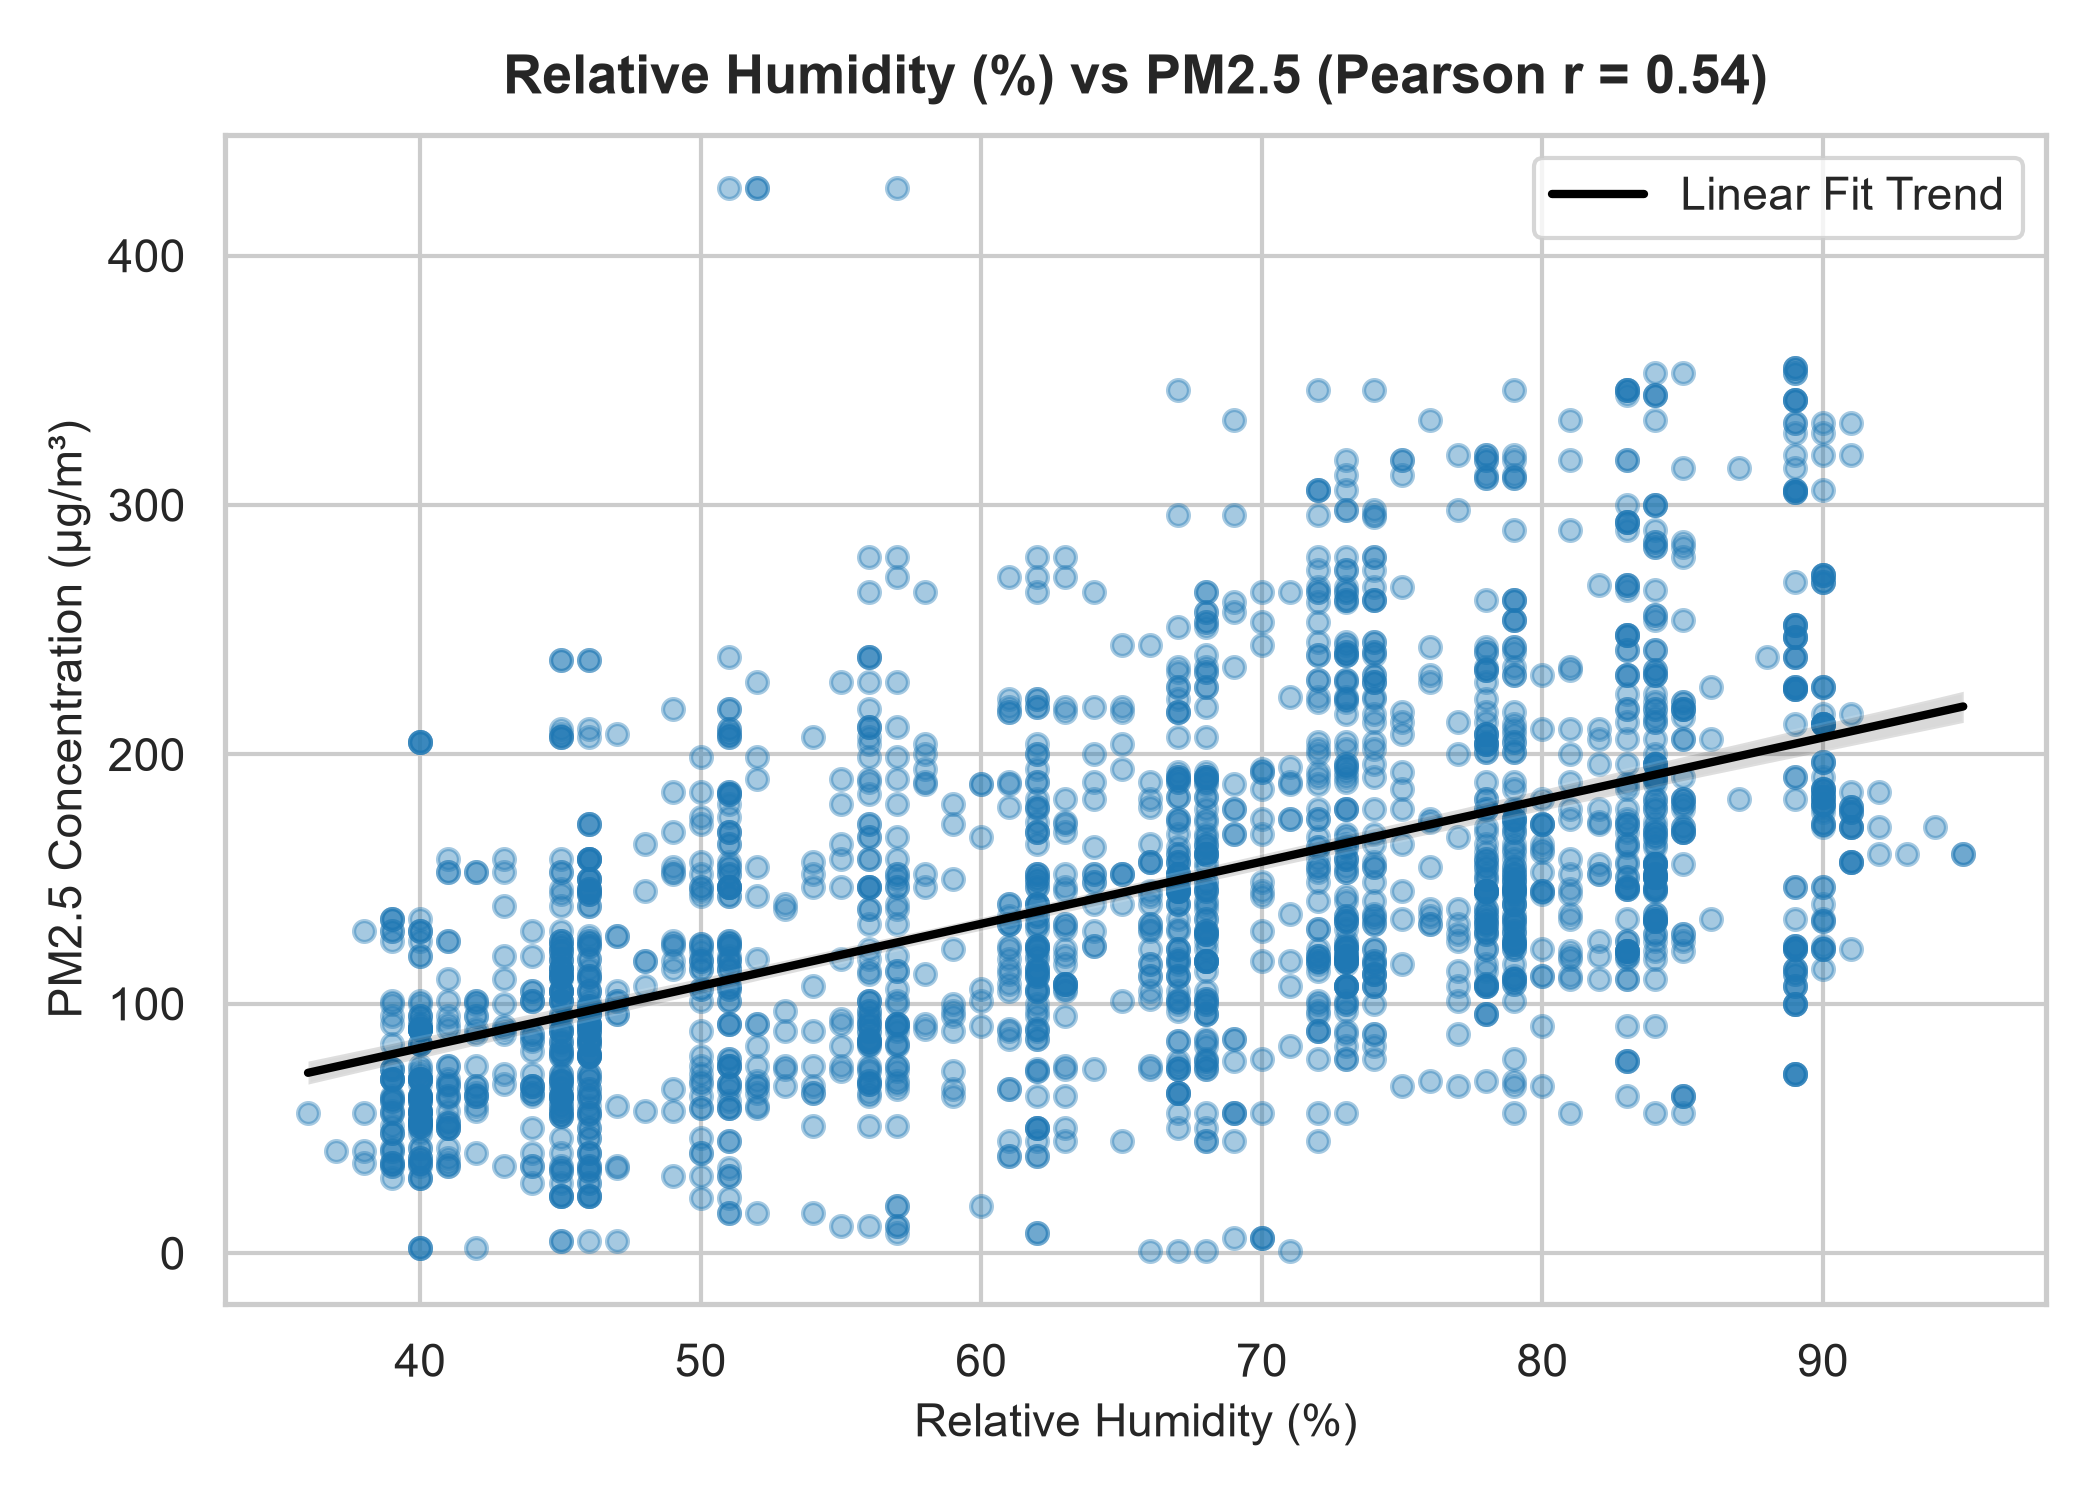 Relative Humidity (%) vs PM2.5 (Pearson r = 0.54)
Linear Fit Trend
PM2.5 Concentration (µg/m³)
400
300
200
100
0
40 50 60 70 80 90
Relative Humidity (%)